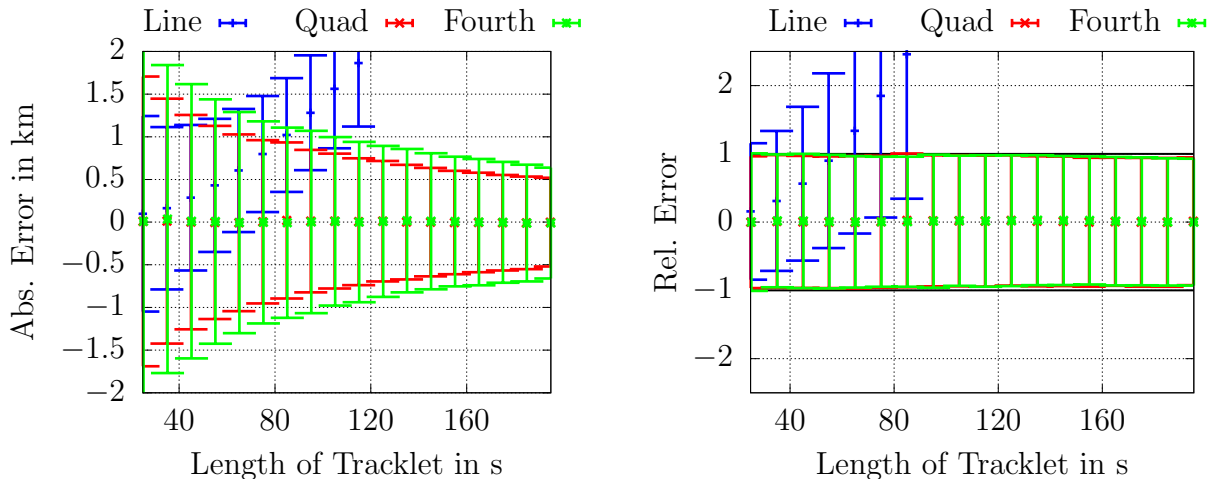 Line Quad Fourth
Abs. Error in km
2
1.5
1
0.5
0
−0.5
−1
−1.5
−2
40 80 120 160
Length of Tracklet in s
Line Quad Fourth
Rel. Error
2
1
0
−1
−2
40 80 120 160
Length of Tracklet in s